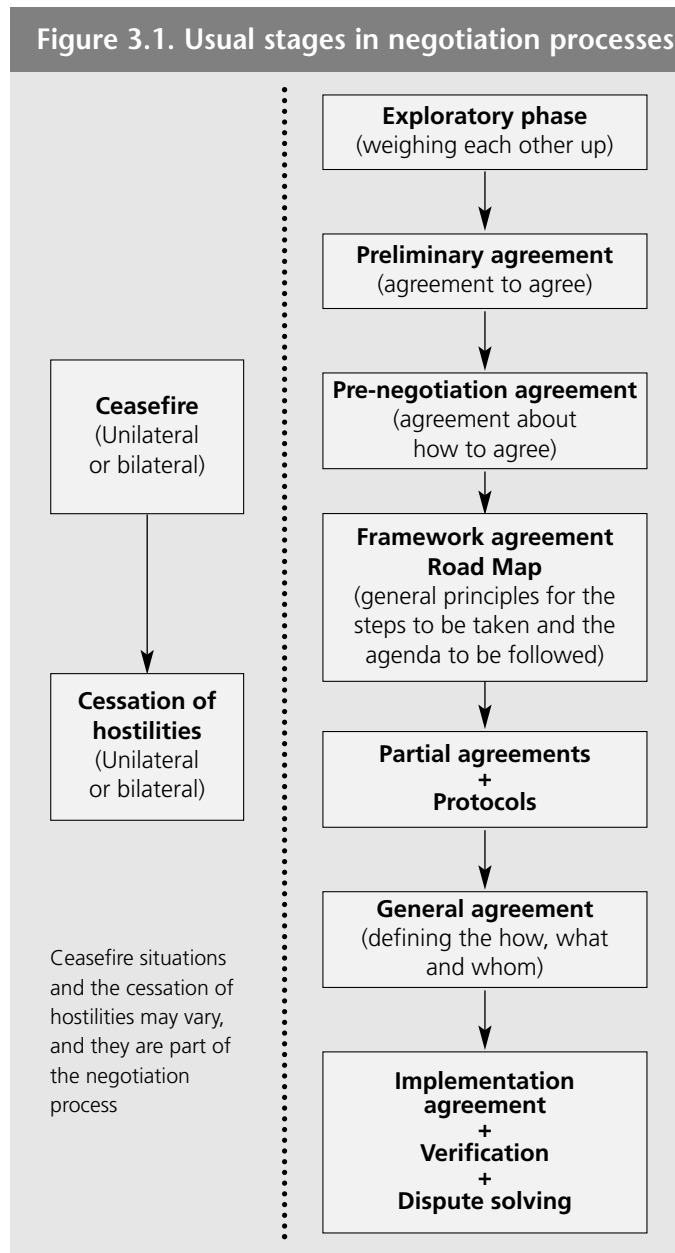 Figure 3.1. Usual stages in negotiation processes
Ceasefire
(Unilateral
or bilateral)
Cessation of
hostilities
(Unilateral
or bilateral)
Ceasefire situations
and the cessation of
hostilities may vary,
and they are part of
the negotiation
process
Exploratory phase
(weighing each other up)
Preliminary agreement
(agreement to agree)
Pre-negotiation agreement
(agreement about
how to agree)
Framework agreement
Road Map
(general principles for the
steps to be taken and the
agenda to be followed)
Partial agreements
+
Protocols
General agreement
(defining the how, what
and whom)
Implementation
agreement
+
Verification
+
Dispute solving